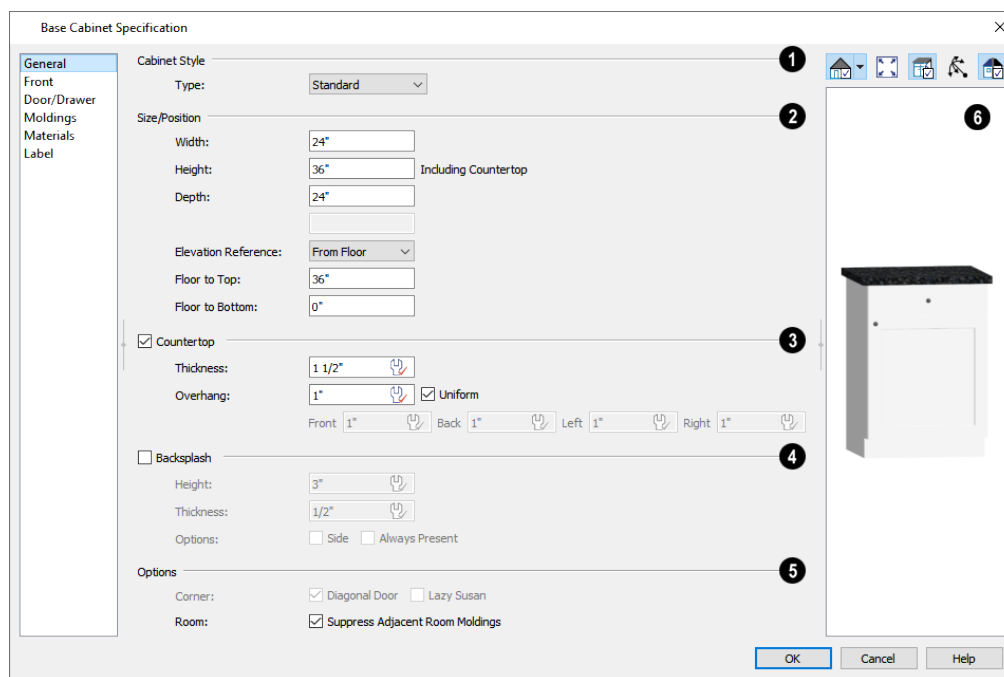 Base Cabinet Specification
General
Front
Door/Drawer
Moldings
Materials
Label
Cabinet Style 1
Type: Standard
Size/Position 2
Width: 24"
Height: 36" Including Countertop
Depth: 24"
Elevation Reference: From Floor
Floor to Top: 36"
Floor to Bottom: 0"
Countertop 3
Thickness: 1 1/2"
Overhang: 1" Uniform
Front 1" Back 1" Left 1" Right 1"
Backsplash 4
Height: 3"
Thickness: 1/2"
Options: Side Always Present
Options 5
Corner: Diagonal Door Lazy Susan
Room: Suppress Adjacent Room Moldings
6
OK Cancel Help